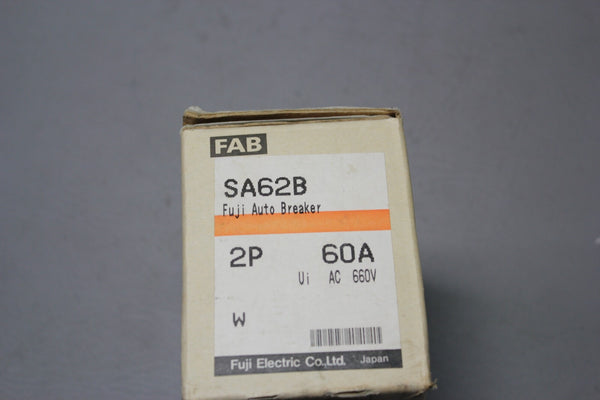 FAB
SA62B
Fuji Auto Breaker
2P 60A
Ui AC 660V
W
Fuji Electric Co., Ltd. Japan